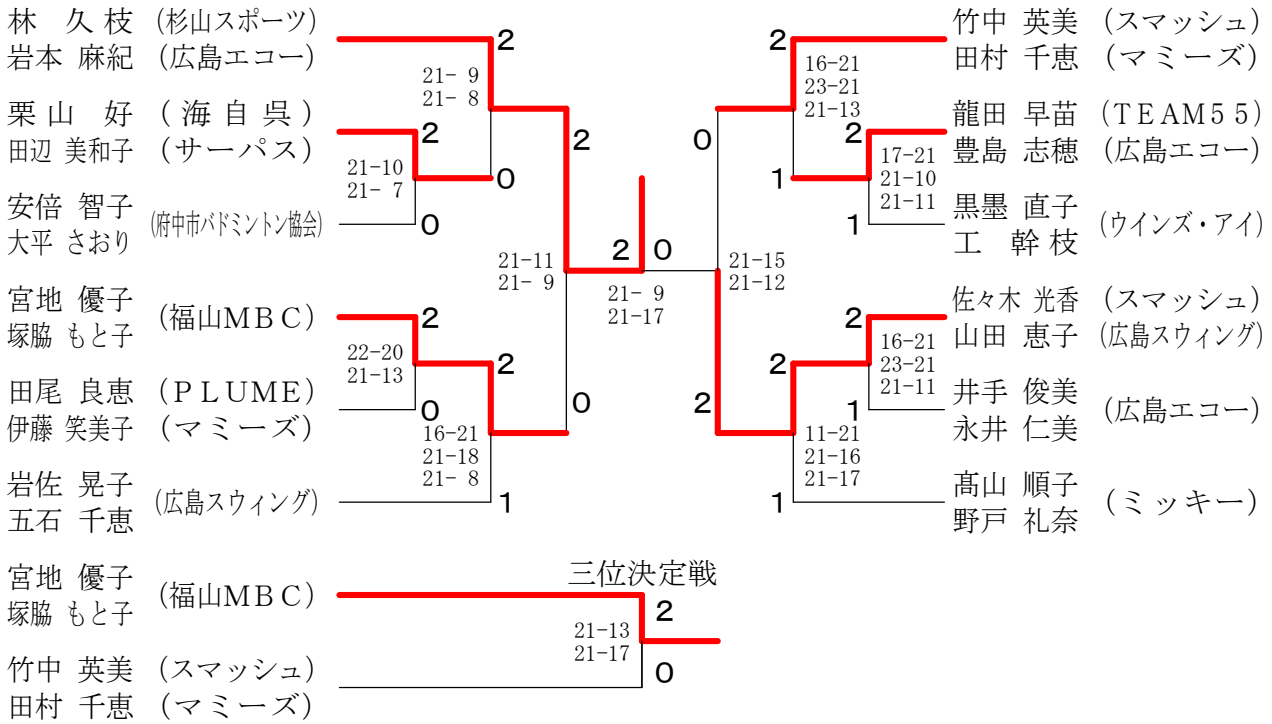 林 久枝 (杉山スポーツ)
岩本 麻紀 (広島エコー)
2
21- 9
21- 8
栗山 好 (海自呉)
田辺 美和子 (サーパス)
2
21-10
21- 7
0
安倍 智子
大平 さおり
(府中市バドミントン協会)
0
2
21-11
21- 9
宮地 優子
塚脇 もと子
(福山MBC)
2
22-20
21-13
2
田尾 良恵 (PLUME)
伊藤 笑美子 (マミーズ)
0
0
16-21
21-18
21- 8
岩佐 晃子
五石 千恵
(広島スウィング)
1
2 0
21- 9
21-17
竹中 英美 (スマッシュ)
田村 千恵 (マミーズ)
2
16-21
23-21
21-13
0
龍田 早苗 (TEAM55)
豊島 志穂 (広島エコー)
2
17-21
21-10
21-11
1
黒墨 直子
工 幹枝
(ウインズ・アイ)
1
21-15
21-12
佐々木 光香 (スマッシュ)
山田 恵子 (広島スウィング)
2
16-21
23-21
21-11
2
井手 俊美
永井 仁美
(広島エコー)
1
2
11-21
21-16
21-17
髙山 順子
野戸 礼奈
(ミッキー)
1
三位決定戦
宮地 優子
塚脇 もと子
(福山MBC)
2
21-13
21-17
竹中 英美 (スマッシュ)
田村 千恵 (マミーズ)
0